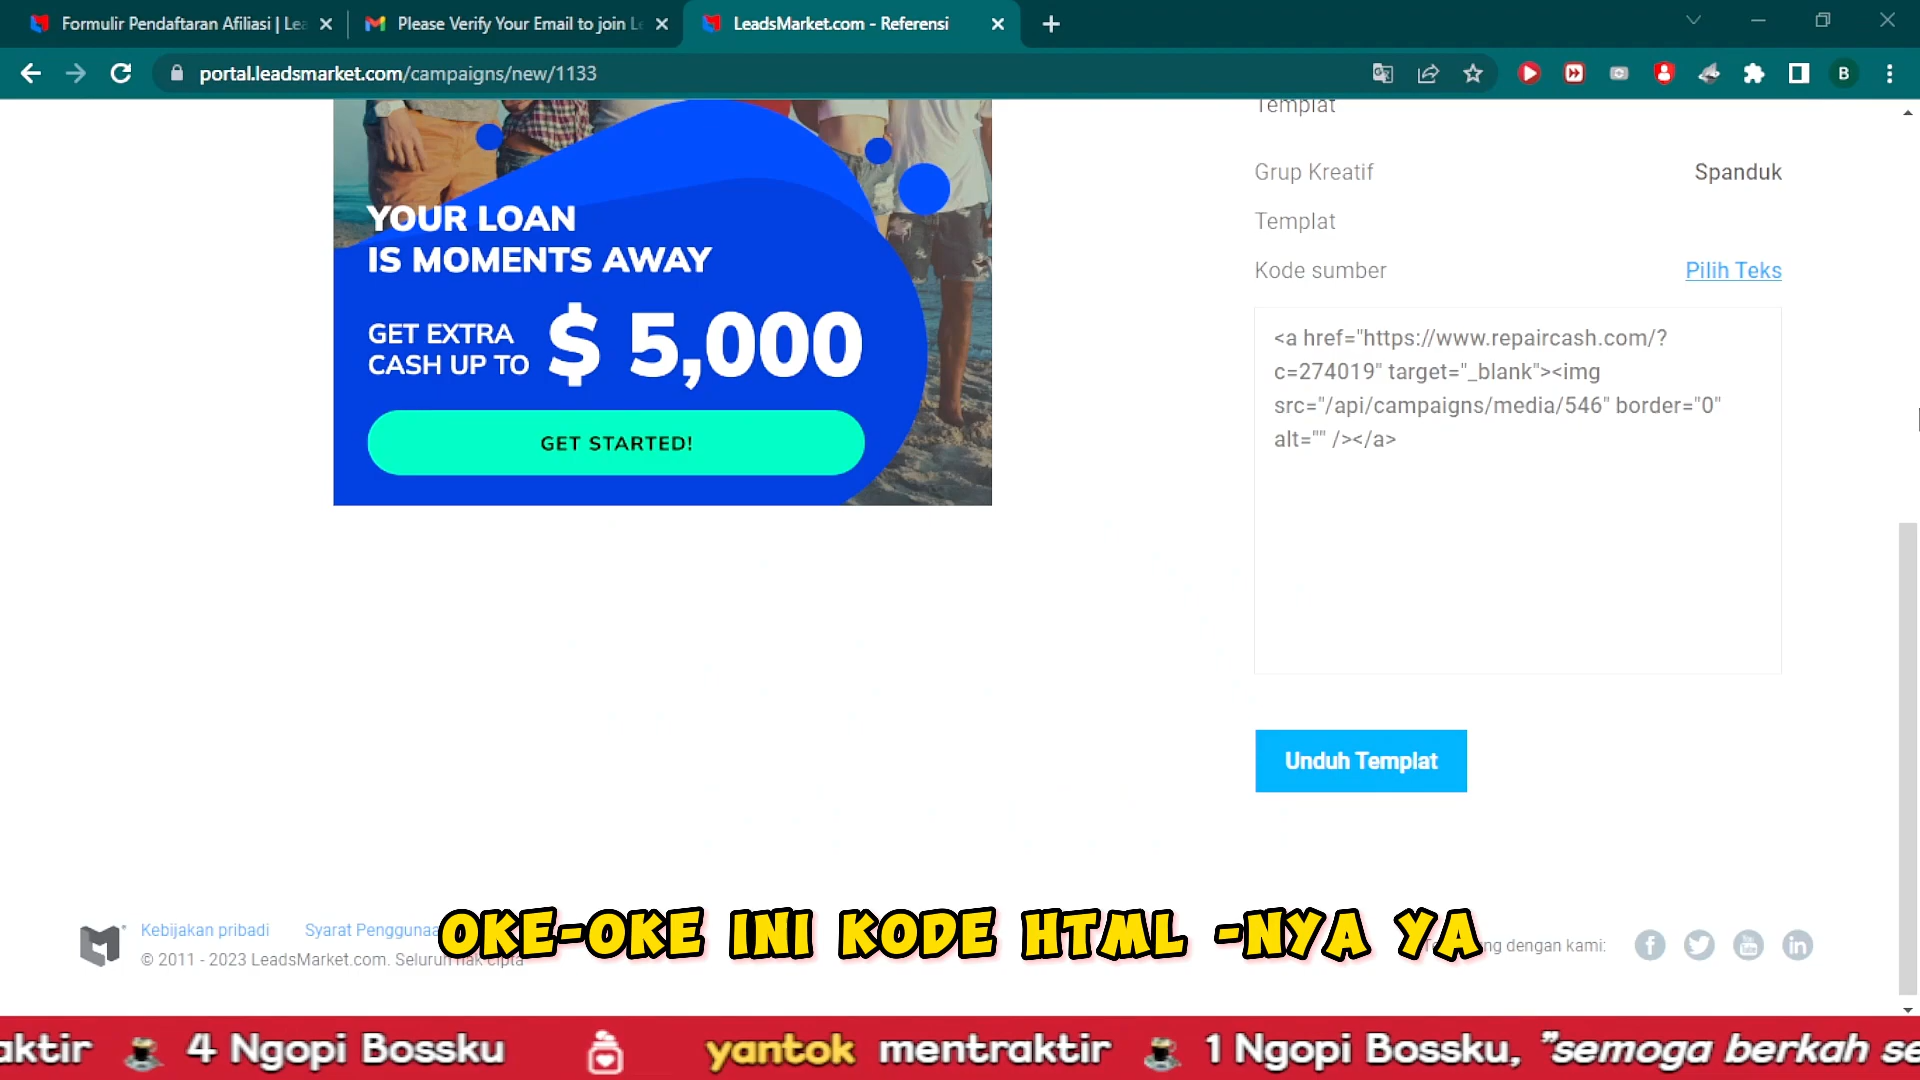 Formulir Pendaftaran Afiliasi | Lea
Please Verify Your Email to join Le
LeadsMarket.com - Referensi
portal.leadsmarket.com/campaigns/new/1133
B
Templat
Grup Kreatif
Spanduk
Templat
Kode sumber
Pilih Teks
YOUR LOAN
IS MOMENTS AWAY
GET EXTRA
CASH UP TO
$ 5,000
GET STARTED!
<a href="https://www.repaircash.com/?
c=274019" target="_blank"><img
src="/api/campaigns/media/546" border="0"
alt="" /></a>
Unduh Templat
Kebijakan pribadi
Syarat Penggunaa
© 2011 - 2023 LeadsMarket.com. Seluruh hak cipta
ng dengan kami:
OKE-OKE INI KODE HTML -NYA YA
aktir 4 Ngopi Bossku yantok mentraktir 1 Ngopi Bossku, "semoga berkah se